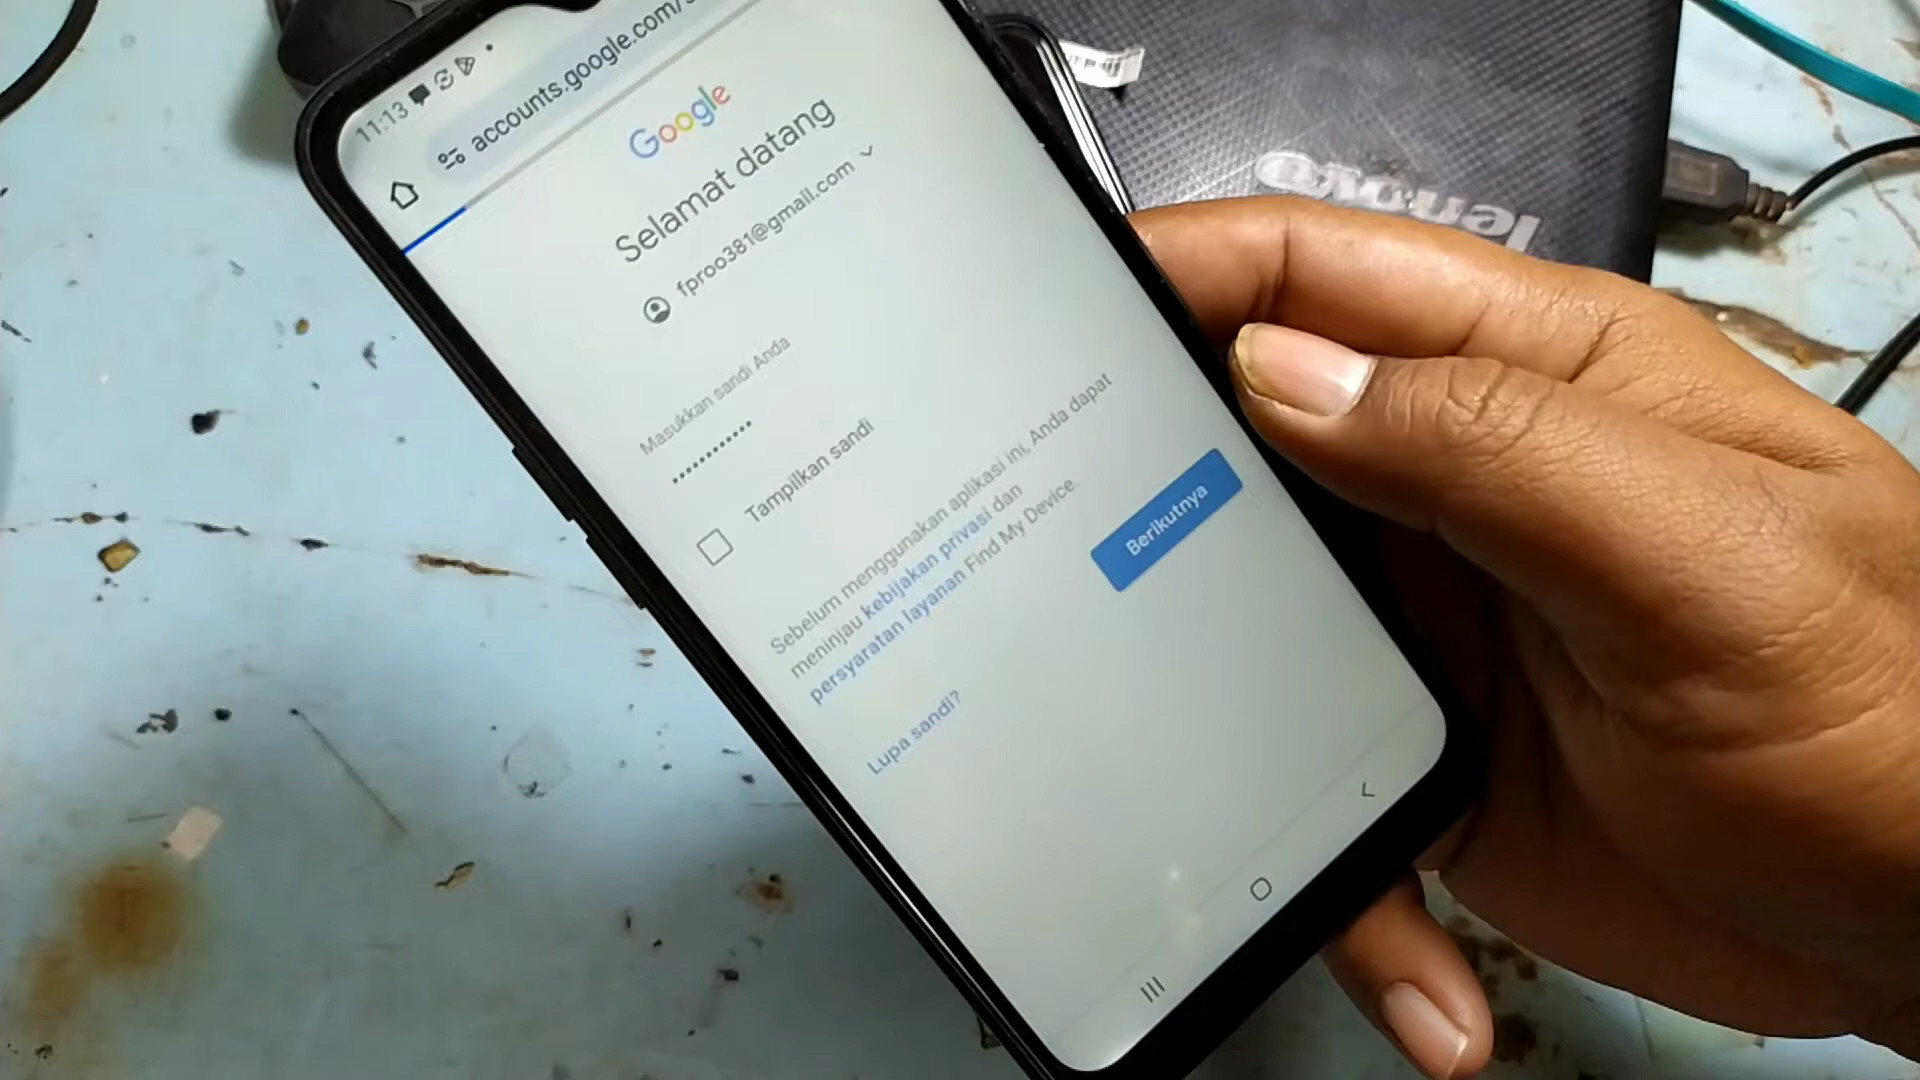 11:13
accounts.google.com/s
Google
Selamat datang
fproo381@gmail.com
Masukkan sandi Anda
••••••••••••
Tampilkan sandi
Sebelum menggunakan aplikasi ini, Anda dapat
meninjau kebijakan privasi dan
persyaratan layanan Find My Device.
Berikutnya
Lupa sandi?
lenovo